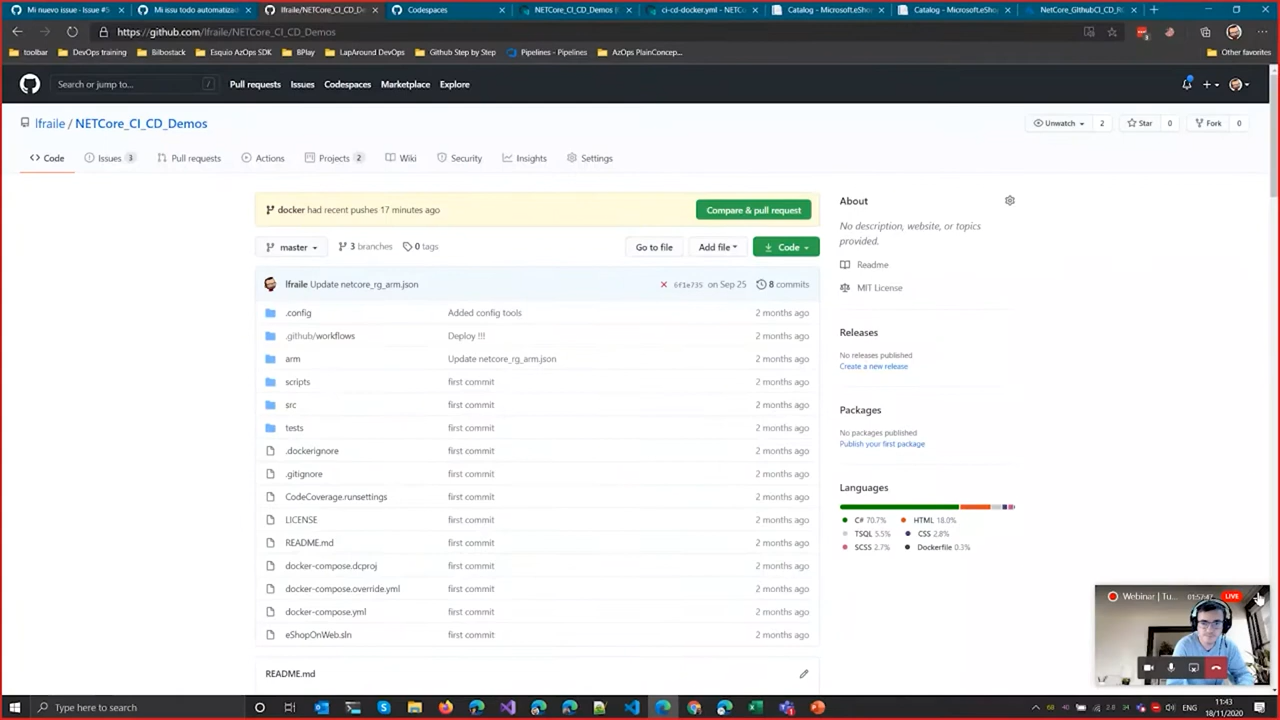 Mi nuevo issue · Issue #5
Mi issu todo automatizad
lfraile/NETCore_CI_CD_D
Codespaces
NETCore_CI_CD_Demos
ci-cd-docker.yml - NETC
Catalog - Microsoft.eShop
Catalog - Microsoft.eShop
NetCore_GithubCI_CD_R
https://github.com/lfraile/NETCore_CI_CD_Demos
toolbar DevOps training Bilbostack Esquio AzOps SDK BPlay LapAround DevOps Github Step by Step Pipelines - Pipelines AzOps PlainConcep... Other favorites
Search or jump to... / Pull requests Issues Codespaces Marketplace Explore
lfraile / NETCore_CI_CD_Demos Unwatch 2 Star 0 Fork 0
Code Issues 3 Pull requests Actions Projects 2 Wiki Security Insights Settings
docker had recent pushes 17 minutes ago Compare & pull request
master 3 branches 0 tags Go to file Add file Code
lfraile Update netcore_rg_arm.json 6f1e735 on Sep 25 8 commits
.config Added config tools 2 months ago
.github/workflows Deploy !!! 2 months ago
arm Update netcore_rg_arm.json 2 months ago
scripts first commit 2 months ago
src first commit 2 months ago
tests first commit 2 months ago
.dockerignore first commit 2 months ago
.gitignore first commit 2 months ago
CodeCoverage.runsettings first commit 2 months ago
LICENSE first commit 2 months ago
README.md first commit 2 months ago
docker-compose.dcproj first commit 2 months ago
docker-compose.override.yml first commit 2 months ago
docker-compose.yml first commit 2 months ago
eShopOnWeb.sln first commit 2 months ago
README.md
About
No description, website, or topics
provided.
Readme
MIT License
Releases
No releases published
Create a new release
Packages
No packages published
Publish your first package
Languages
C# 70.7% HTML 18.0%
TSQL 5.5% CSS 2.8%
SCSS 2.7% Dockerfile 0.3%
Webinar | Tu... 01:57:47 LIVE
Type here to search
ENG
11:43
18/11/2020